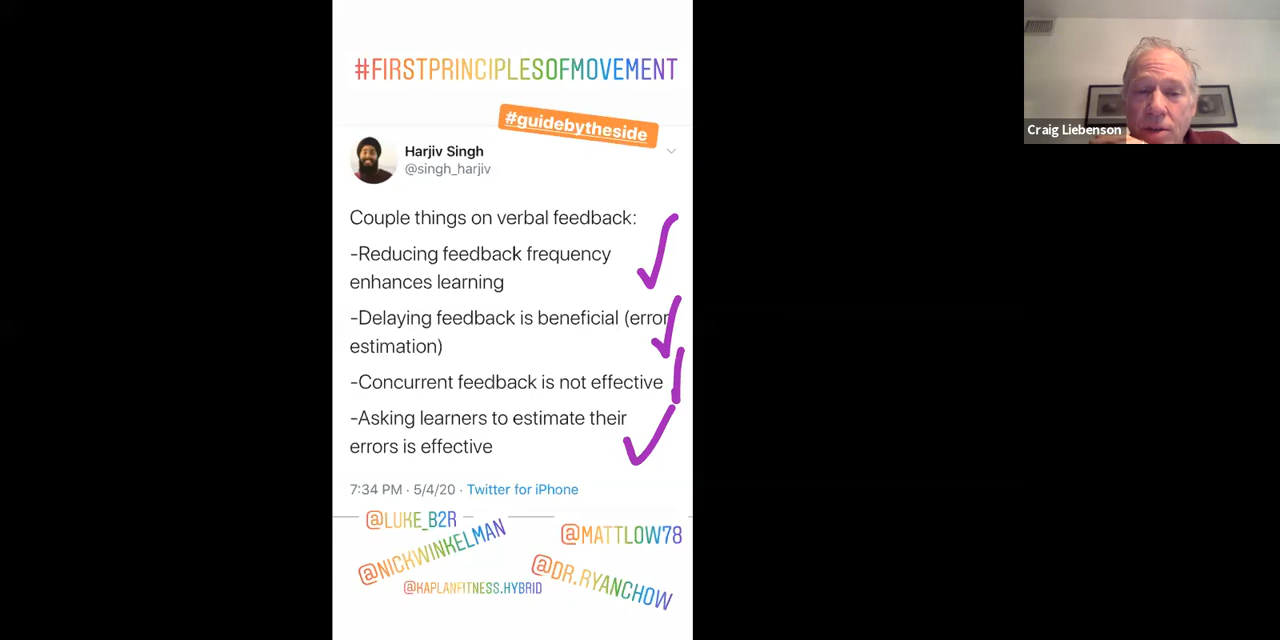 #FIRSTPRINCIPLESOFMOVEMENT
#guidebytheside
Harjiv Singh
@singh_harjiv
Couple things on verbal feedback:
-Reducing feedback frequency
enhances learning
-Delaying feedback is beneficial (error
estimation)
-Concurrent feedback is not effective
-Asking learners to estimate their
errors is effective
7:34 PM · 5/4/20 · Twitter for iPhone
@LUKE_B2R
@NICKWINKELMAN
@MATTLOW78
@KAPLANFITNESS.HYBRID
@DR.RYANCHOW
Craig Liebenson